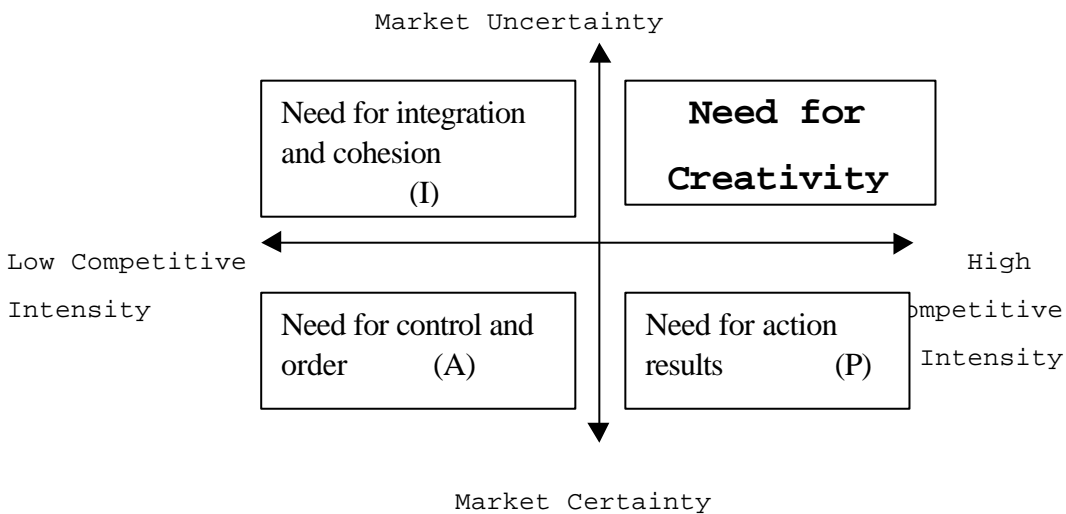 Market Uncertainty
Need for integration
and cohesion
(I)
Need for
Creativity
Low Competitive
Intensity
High
ompetitive
Intensity
Need for control and
order (A)
Need for action
results (P)
Market Certainty